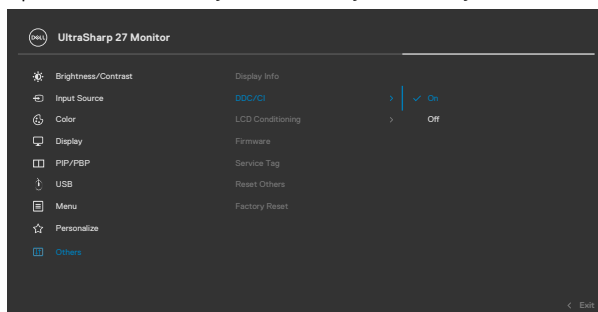 DELL
UltraSharp 27 Monitor
Brightness/Contrast
Display Info
Input Source
DDC/CI
On
Color
LCD Conditioning
Off
Display
Firmware
PIP/PBP
Service Tag
USB
Reset Others
Menu
Factory Reset
Personalize
Others
Exit